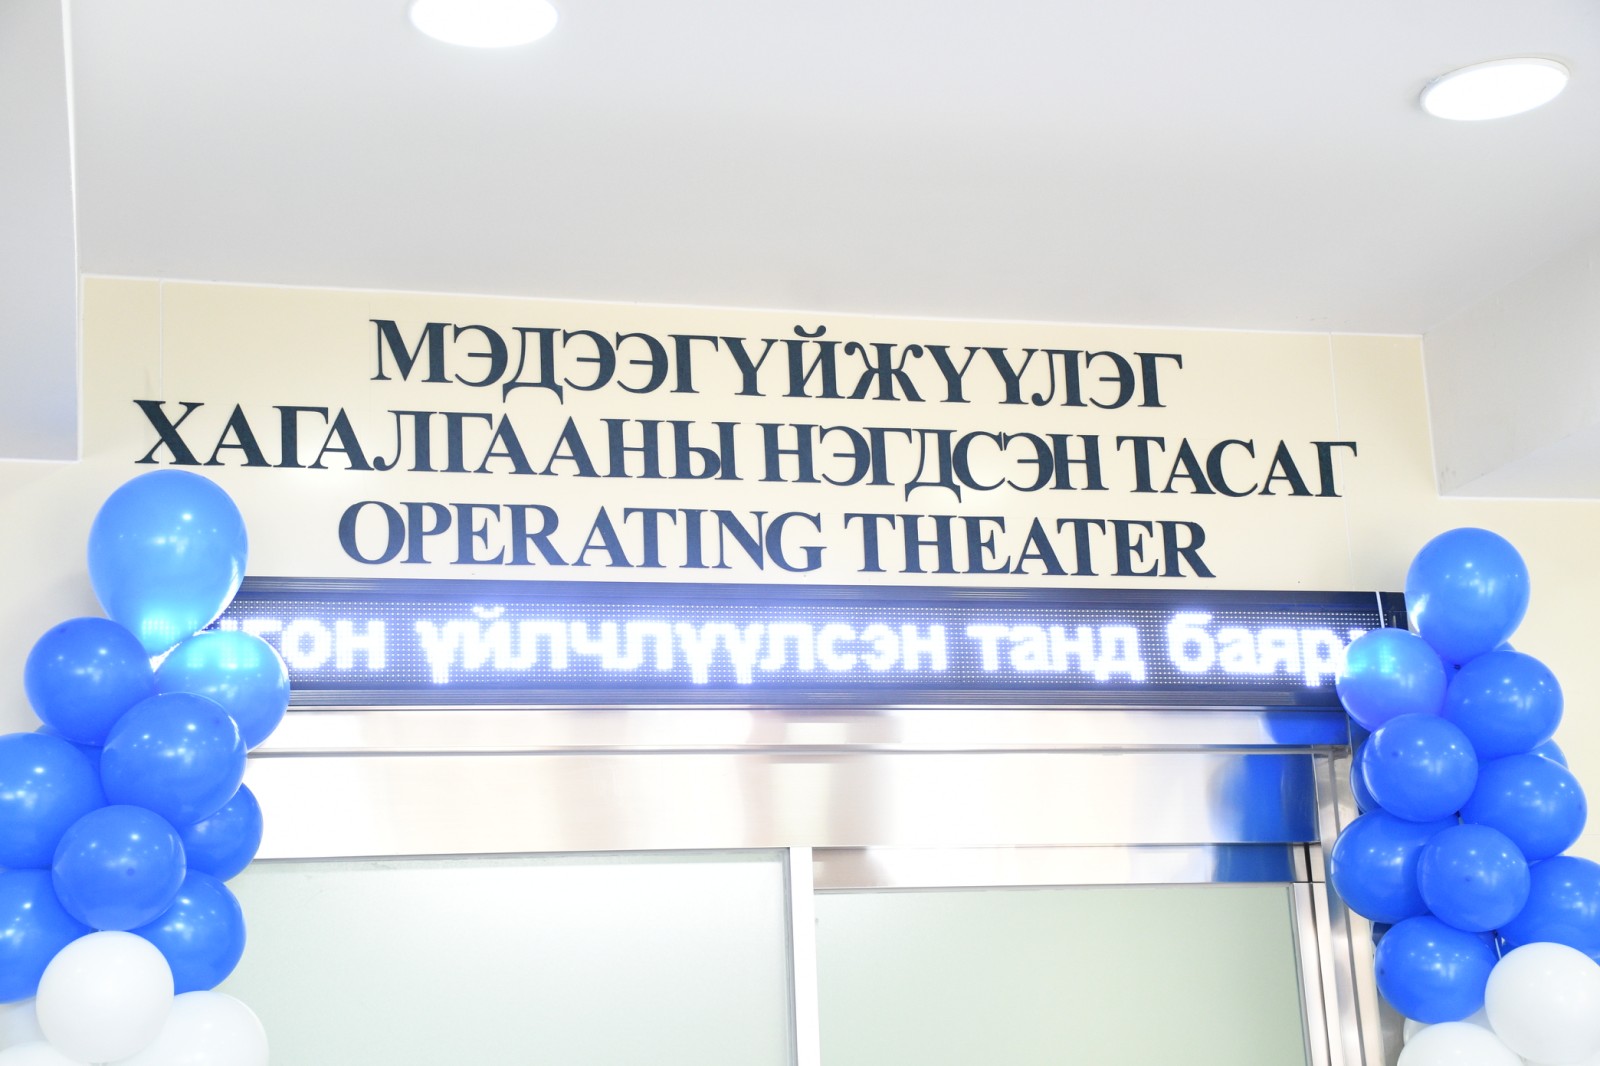 МЭДЭЭГҮЙЖҮҮЛЭГ
ХАГАЛГААНЫ НЭГДСЭН ТАСАГ
OPERATING THEATER
үйлчлүүлсэн танд